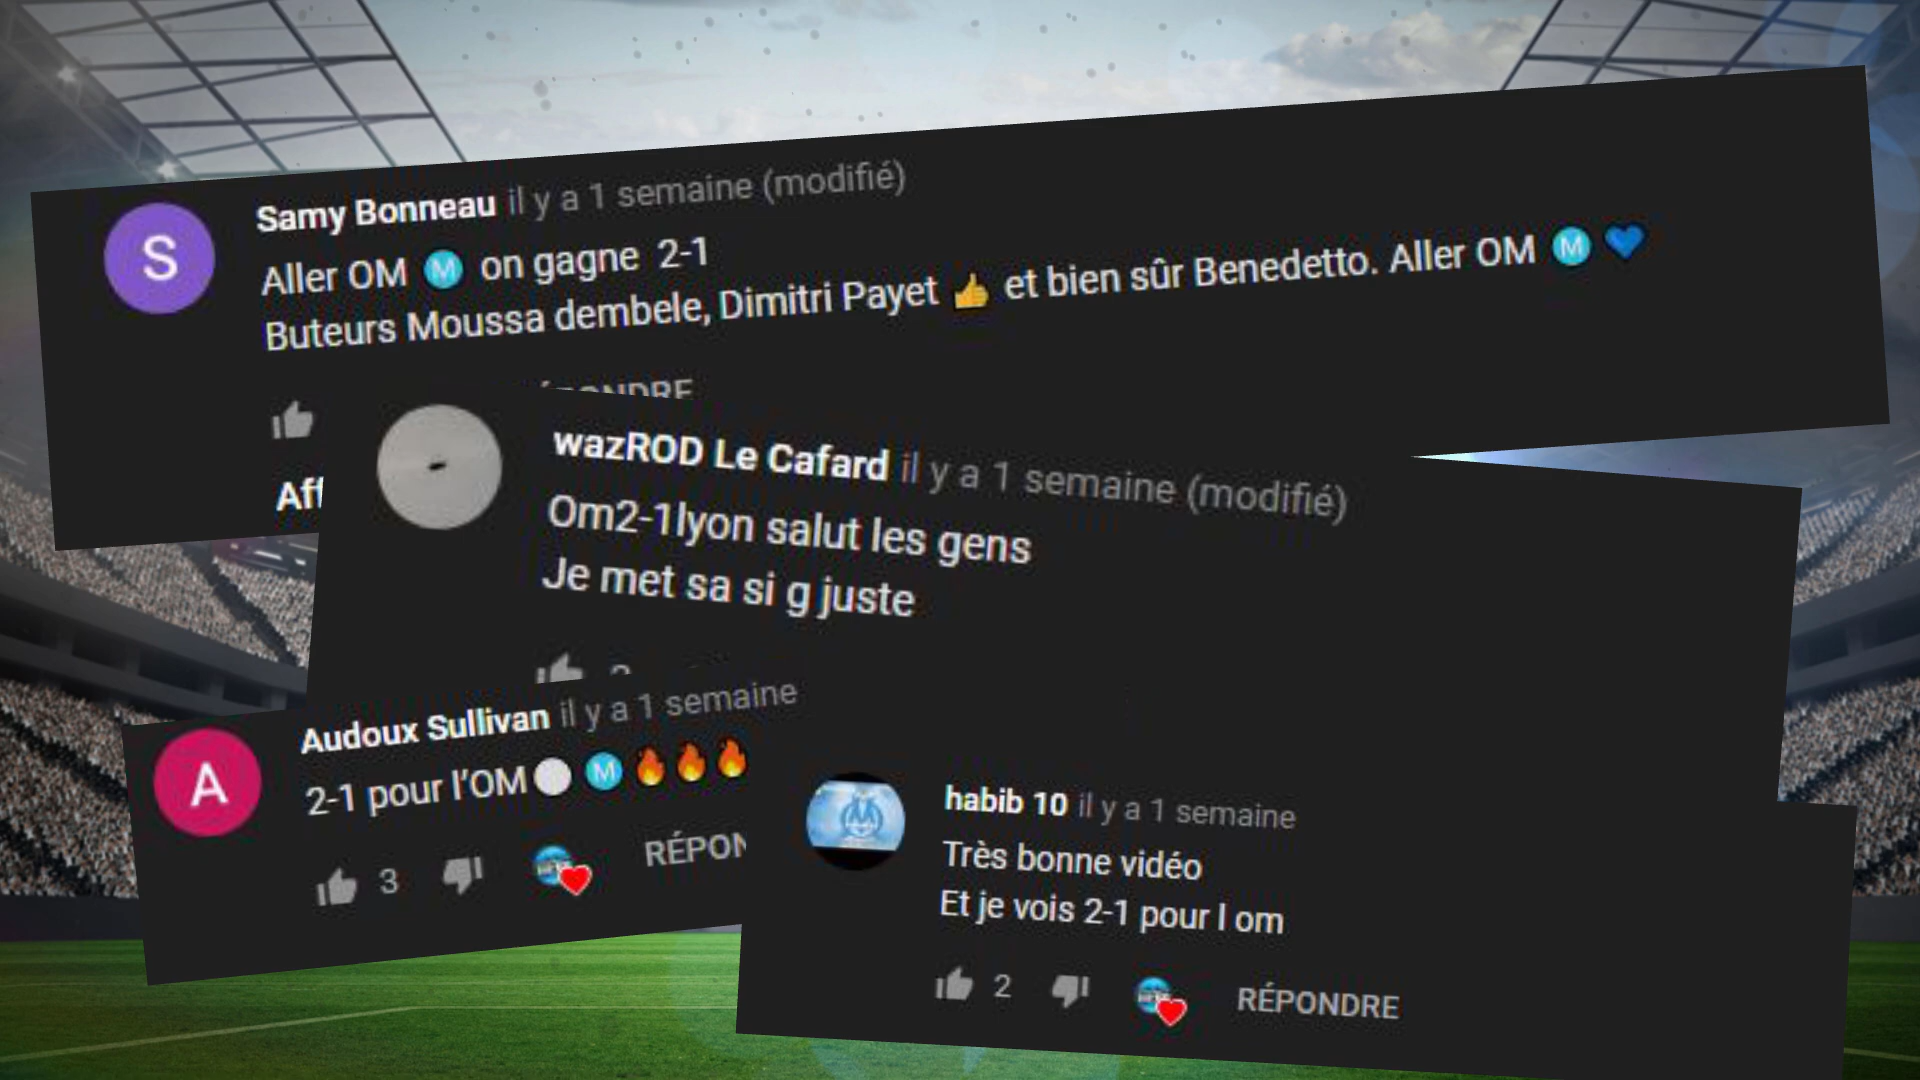 S
Samy Bonneau il y a 1 semaine (modifié)
Aller OM Ⓜ on gagne 2-1
Buteurs Moussa dembele, Dimitri Payet 👍 et bien sûr Benedetto. Aller OM Ⓜ 💙
Aff
wazROD Le Cafard il y a 1 semaine (modifié)
Om2-1lyon salut les gens
Je met sa si g juste
A
Audoux Sullivan il y a 1 semaine
2-1 pour l'OM⚪ Ⓜ🔥🔥🔥
3 RÉPON
habib 10 il y a 1 semaine
Très bonne vidéo
Et je vois 2-1 pour l om
2 RÉPONDRE